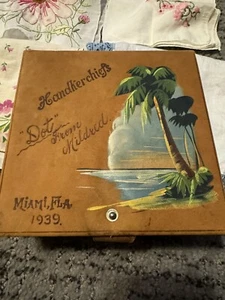 Handkerchiefs
"Dot" From
Mildred
MIAMI, FLA.
1939.